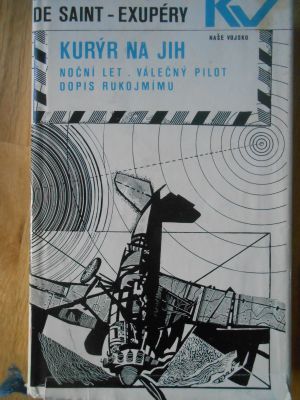 DE SAINT-EXUPÉRY
KV
NAŠE VOJSKO
KURÝR NA JIH
NOČNÍ LET . VÁLEČNÝ PILOT
DOPIS RUKOJMÍMU